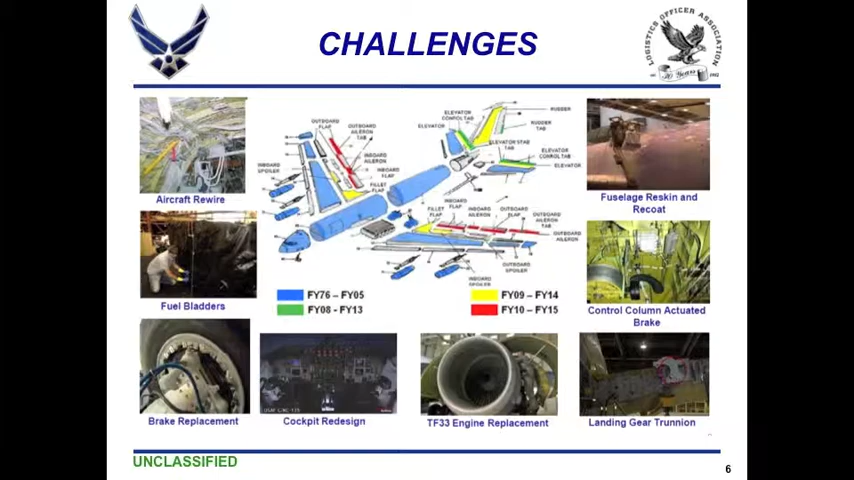 CHALLENGES
LOGISTICS OFFICER ASSOCIATION
Aircraft Rewire
Fuel Bladders
Brake Replacement
Cockpit Redesign
TF33 Engine Replacement
Landing Gear Trunnion
Control Column Actuated
Brake
Fuselage Reskin and
Recoat
OUTBOARD
FLAP
OUTBOARD
AILERON
TAB
INBOARD
AILERON
INBOARD
FLAP
FILLET
FLAP
INBOARD
SPOILER
ELEVATOR
CONTROL TAB
ELEVATOR
RUDDER
RUDDER
TAB
ELEVATOR STAB
TAB
ELEVATOR
CONTROL TAB
ELEVATOR
FILLET
FLAP
INBOARD
FLAP
INBOARD
AILERON
OUTBOARD
FLAP
OUTBOARD
AILERON
TAB
OUTBOARD
AILERON
OUTBOARD
SPOILER
INBOARD
SPOILER
FY76 – FY05
FY08 - FY13
FY09 – FY14
FY10 – FY15
UNCLASSIFIED
6